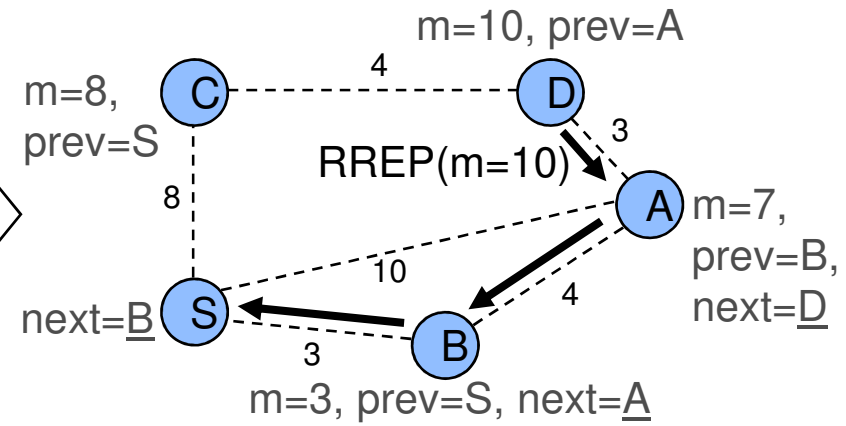 m=10, prev=A
4
C
D
m=8,
prev=S
3
RREP(m=10)
8
A
m=7,
prev=B,
next=D
10
4
next=B
S
3
B
m=3, prev=S, next=A